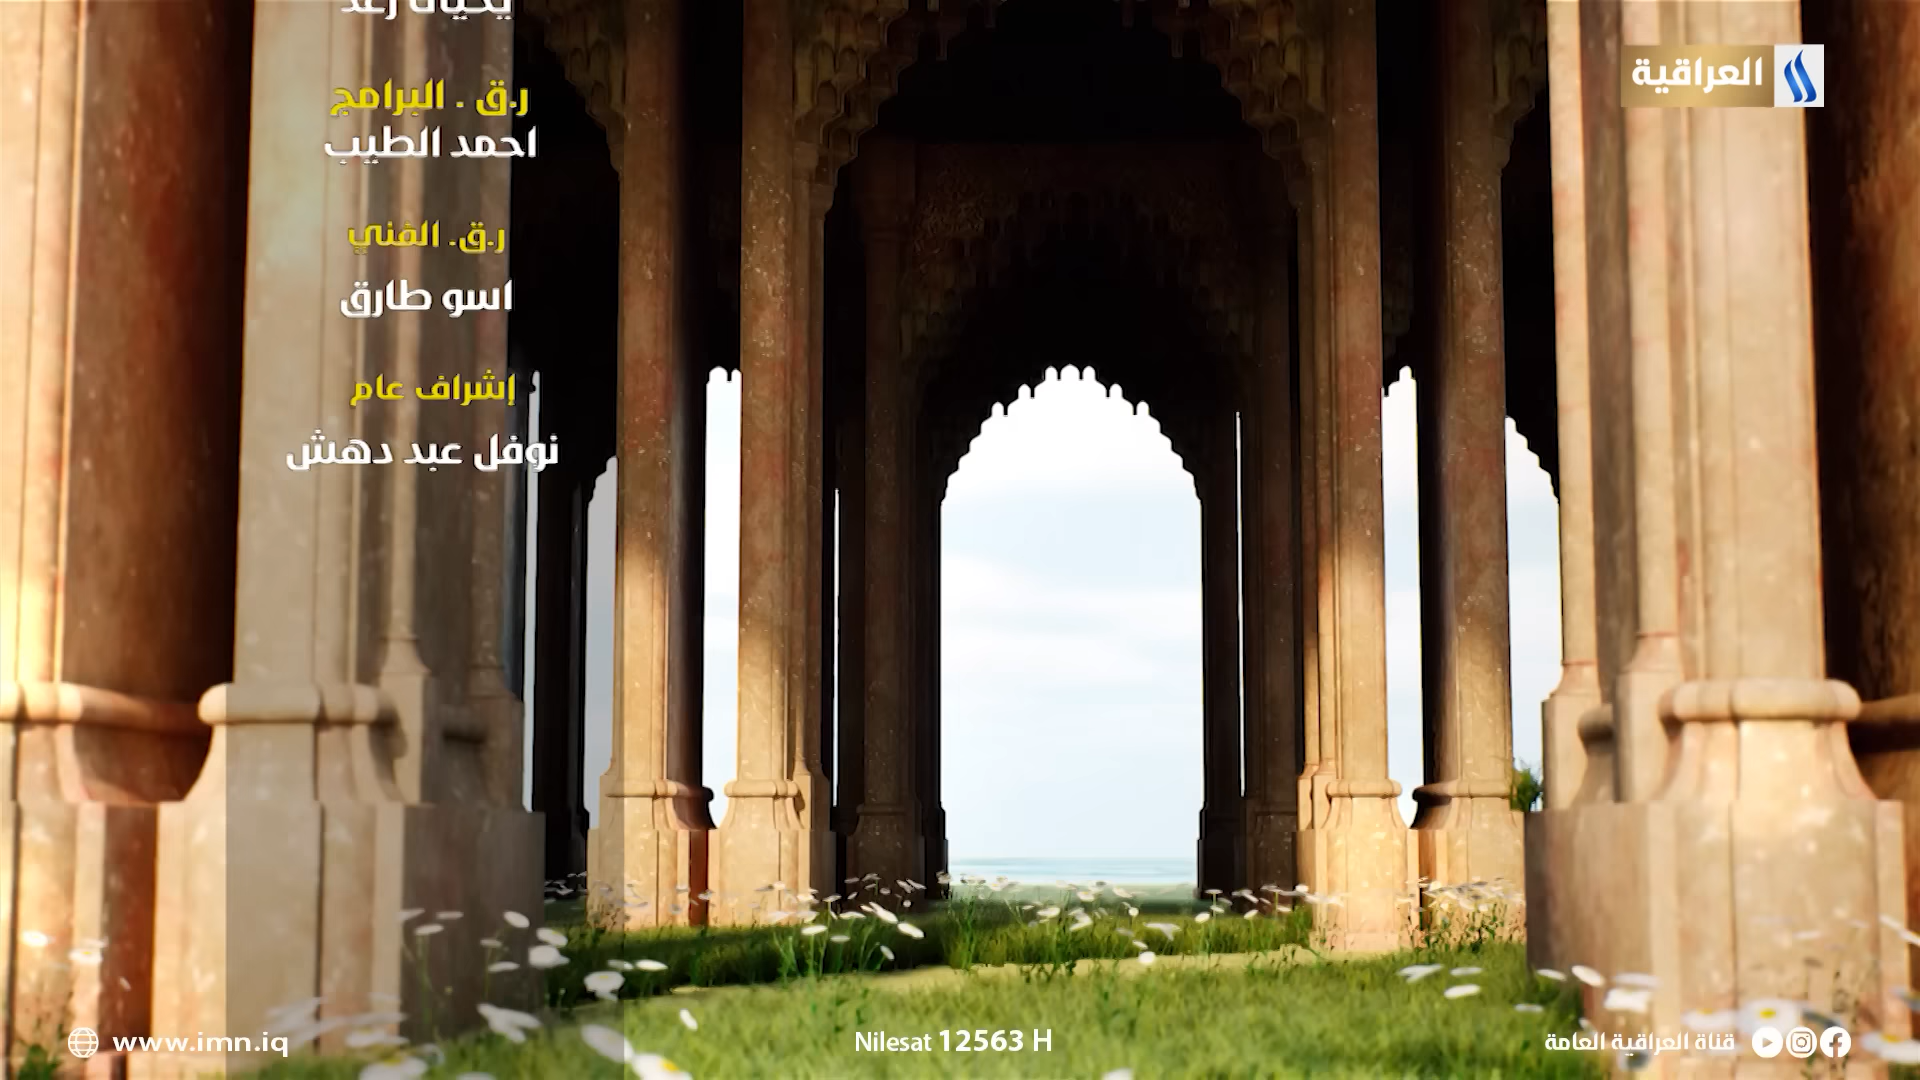 ر.ق . البرامج
احمد الطيب
ر.ق. الفني
اسو طارق
إشراف عام
نوفل عبد دهش
العراقية
www.imn.iq
Nilesat 12563 H
قناة العراقية العامة